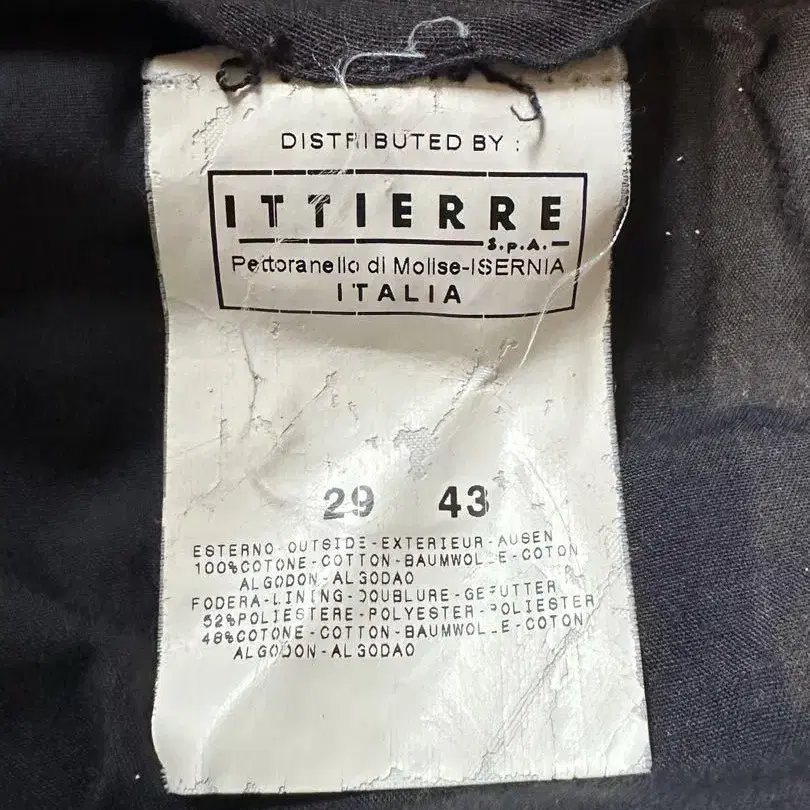 DISTRIBUTED BY :
ITTIERRE
S.p.A.
Pettoranello di Molise-ISERNIA
ITALIA
29 43
ESTERNO-OUTSIDE-EXTERIEUR-AUSEN
100%COTONE-COTTON-BAUMWOLLE-COTON
ALGODON-ALGODAO
FODERA-LINING-DOUBLURE-GEFUTTER
52%POLIESTERE-POLYESTER-POLIESTER
48%COTONE-COTTON-BAUMWOLLE-COTON
ALGODON-ALGODAO